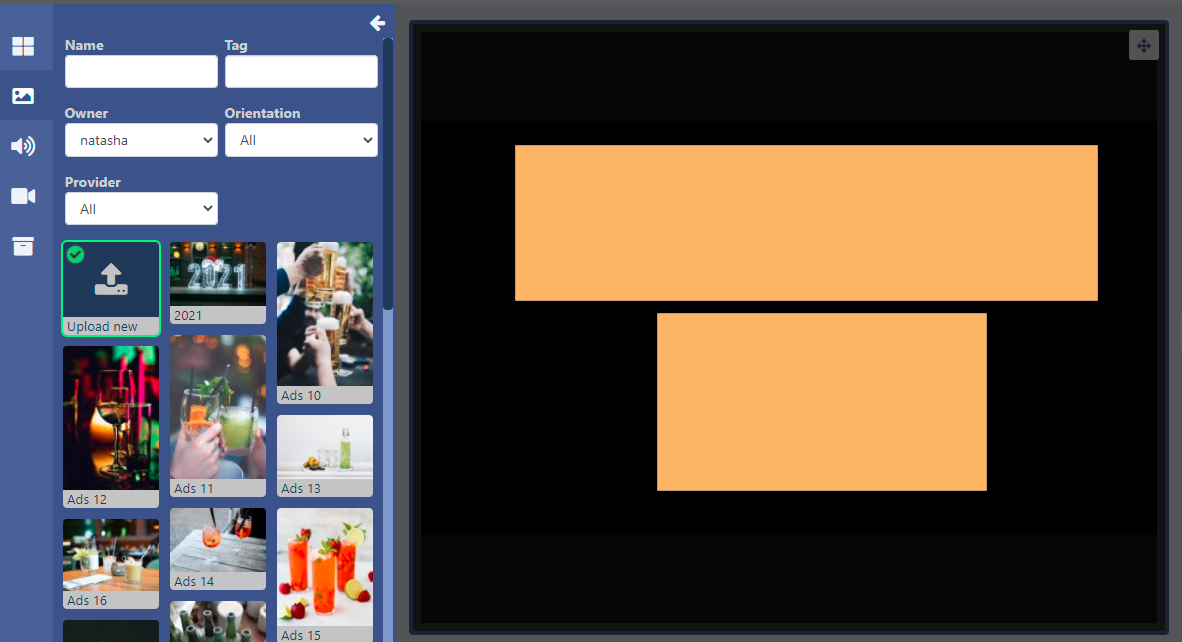 Name
Tag
Owner
Orientation
natasha
All
Provider
All
Upload new
2021
2021
Ads 10
Ads 12
Ads 11
Ads 13
Ads 16
Ads 14
Ads 15